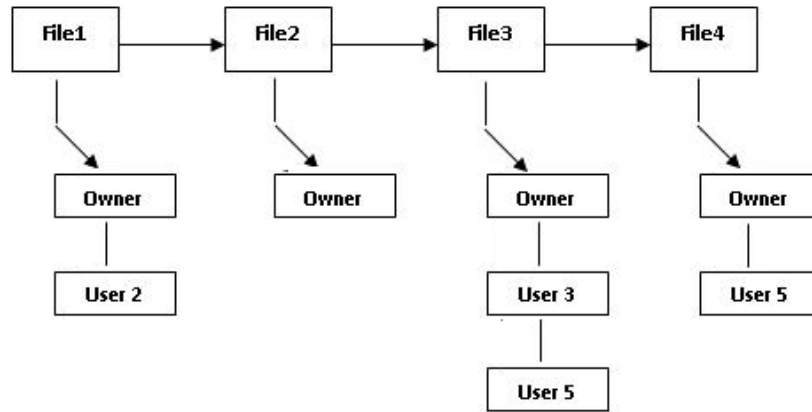 File1
File2
File3
File4
Owner
Owner
Owner
Owner
User 2
User 3
User 5
User 5